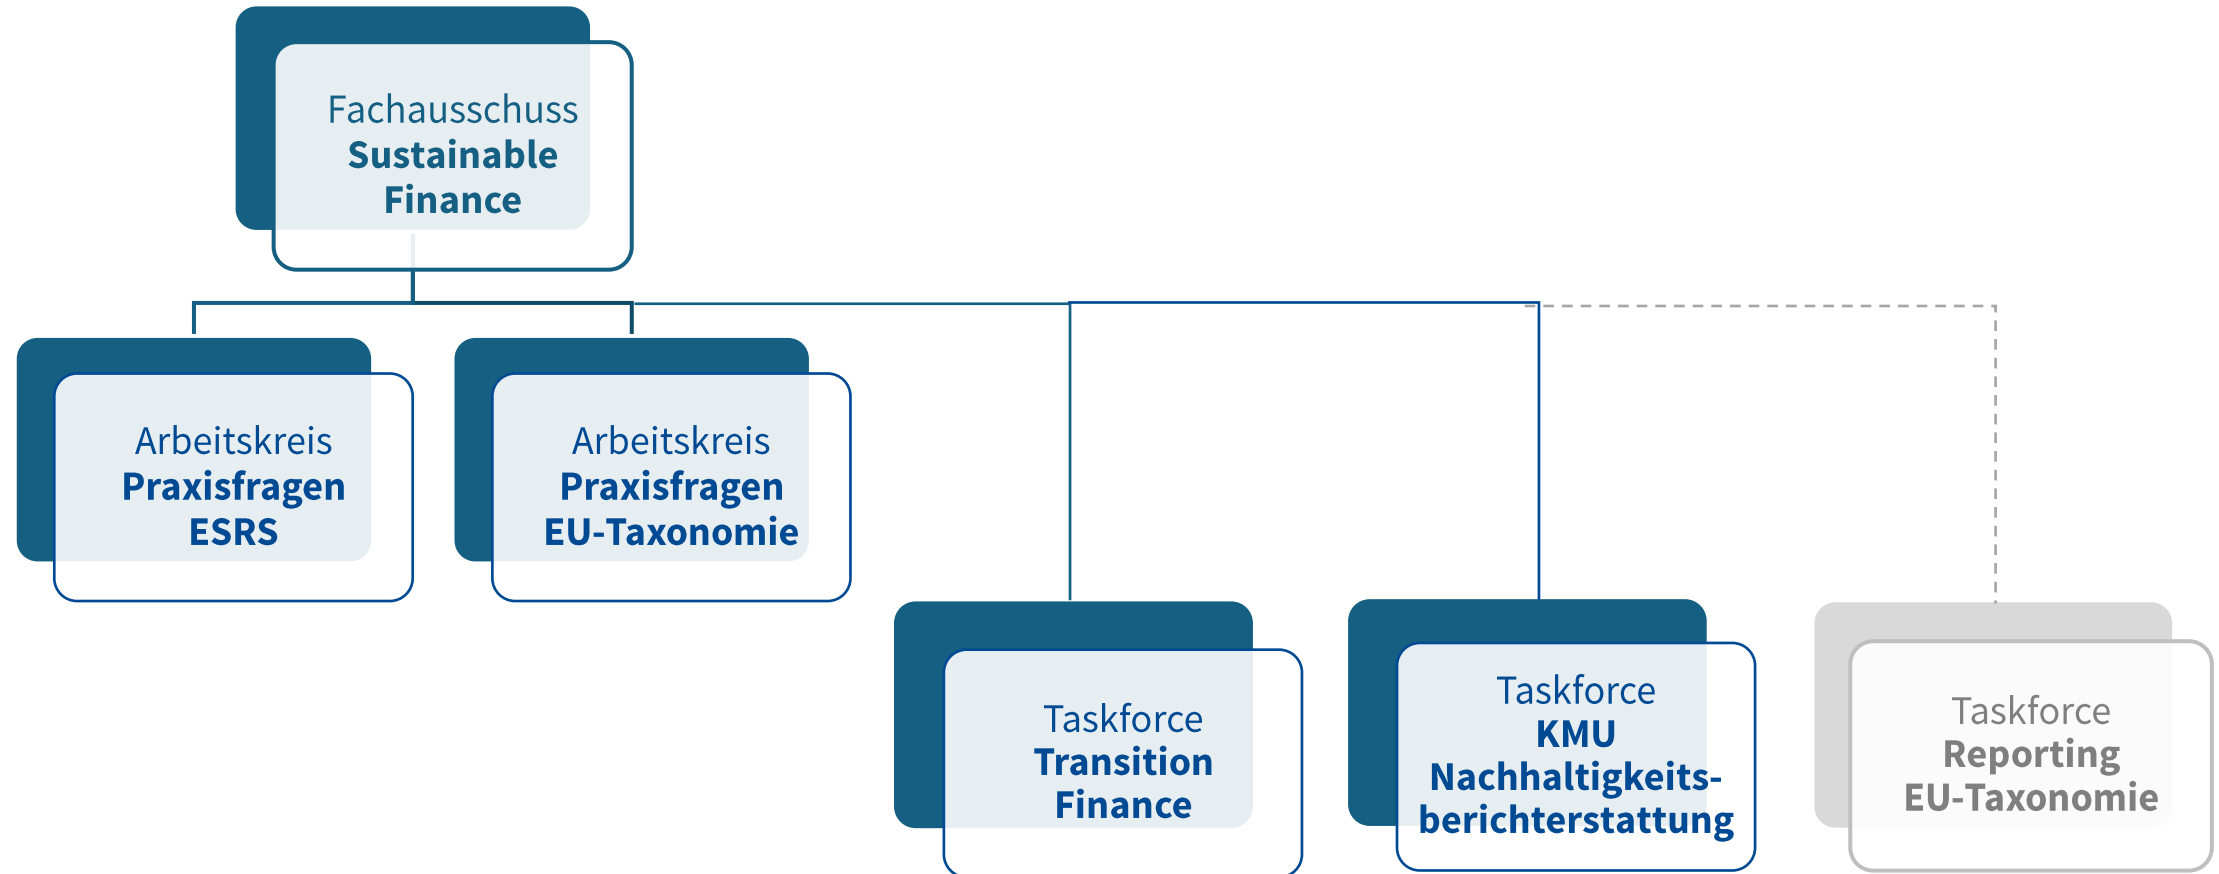 Fachausschuss
Sustainable
Finance
Arbeitskreis
Praxisfragen
ESRS
Arbeitskreis
Praxisfragen
EU-Taxonomie
Taskforce
Transition
Finance
Taskforce
KMU
Nachhaltigkeits-
berichterstattung
Taskforce
Reporting
EU-Taxonomie